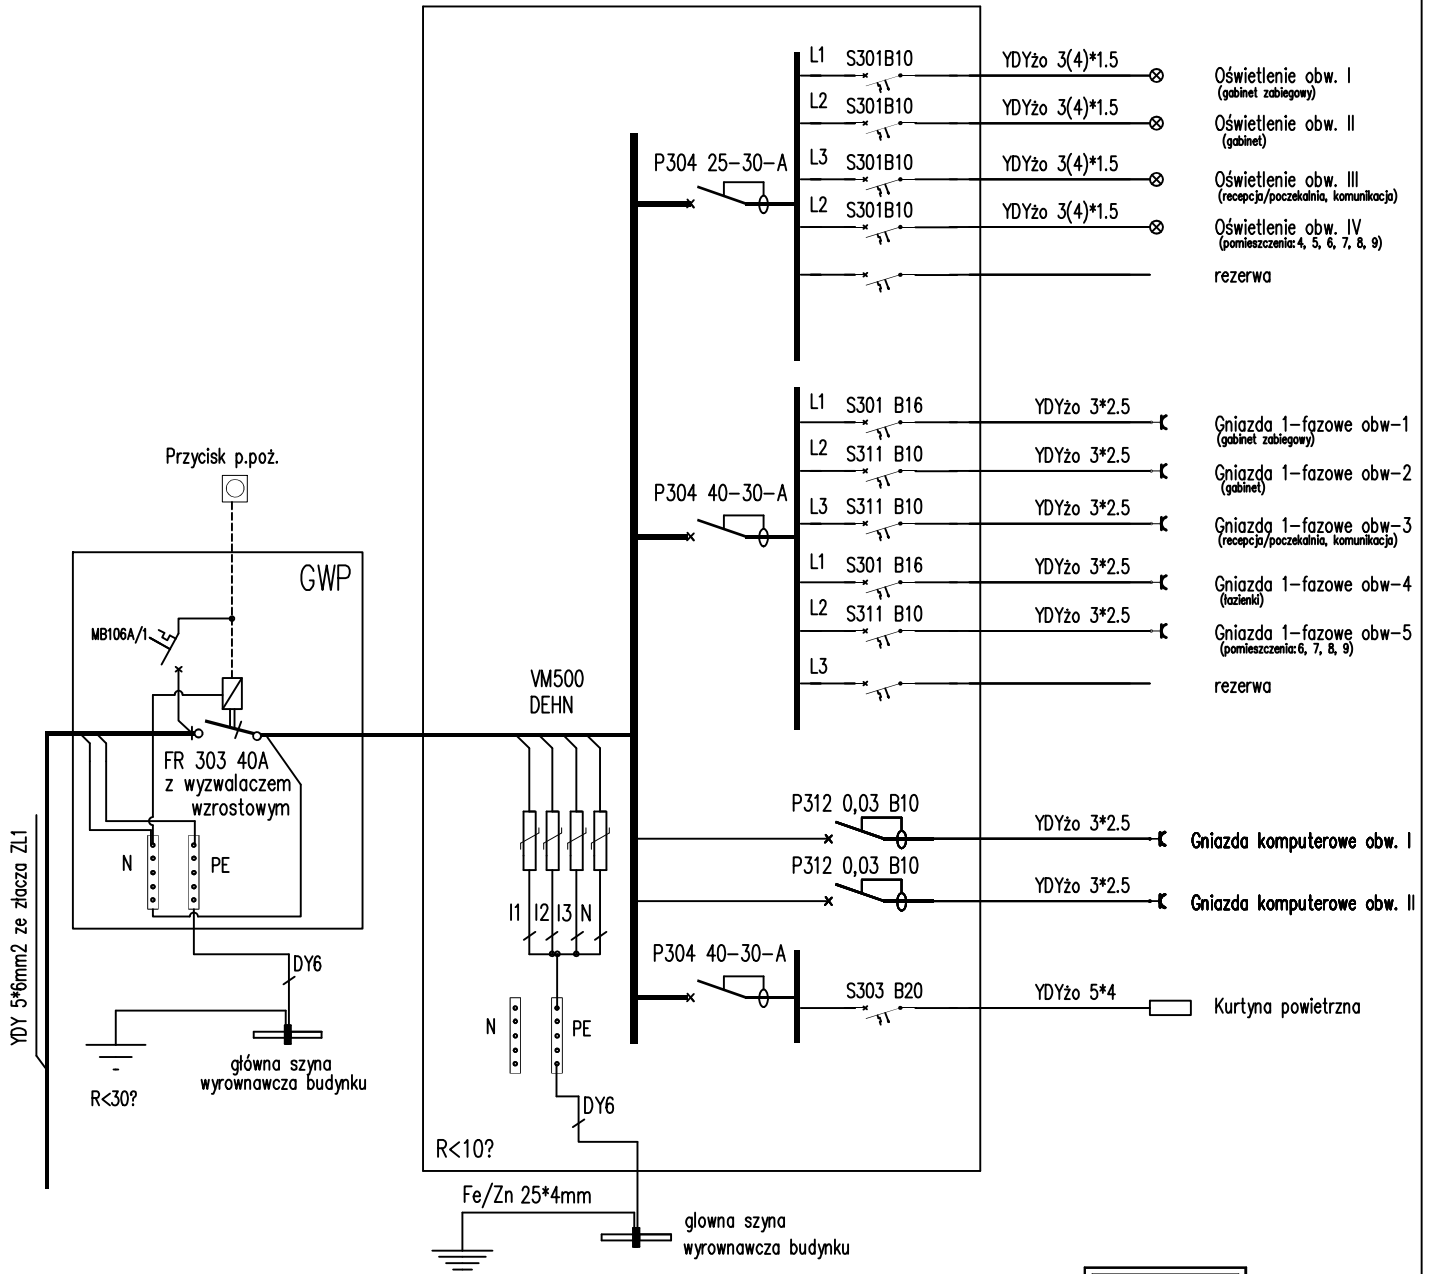 L1 S301B10 YDYżo 3(4)*1.5 Oświetlenie obw. I
(gabinet zabiegowy)
L2 S301B10 YDYżo 3(4)*1.5 Oświetlenie obw. II
(gabinet)
P304 25-30-A
L3 S301B10 YDYżo 3(4)*1.5 Oświetlenie obw. III
(recepcja/poczekalnia, komunikacja)
L2 S301B10 YDYżo 3(4)*1.5 Oświetlenie obw. IV
(pomieszczenia: 4, 5, 6, 7, 8, 9)
rezerwa
L1 S301 B16 YDYżo 3*2.5 Gniazda 1-fazowe obw-1
(gabinet zabiegowy)
L2 S311 B10 YDYżo 3*2.5 Gniazda 1-fazowe obw-2
(gabinet)
P304 40-30-A
L3 S311 B10 YDYżo 3*2.5 Gniazda 1-fazowe obw-3
(recepcja/poczekalnia, komunikacja)
L1 S301 B16 YDYżo 3*2.5 Gniazda 1-fazowe obw-4
(łazienki)
L2 S311 B10 YDYżo 3*2.5 Gniazda 1-fazowe obw-5
(pomieszczenia: 6, 7, 8, 9)
L3
rezerwa
Przycisk p.poż.
GWP
MB106A/1
VM500
DEHN
FR 303 40A
z wyzwalaczem
wzrostowym
N PE
YDY 5*6mm2 ze złacza ZL1
DY6
główna szyna
wyrownawcza budynku
R<30?
I1 I2 I3 N
N PE
DY6
R<10?
Fe/Zn 25*4mm
glowna szyna
wyrownawcza budynku
P312 0,03 B10 YDYżo 3*2.5 Gniazda komputerowe obw. I
P312 0,03 B10 YDYżo 3*2.5 Gniazda komputerowe obw. II
P304 40-30-A
S303 B20 YDYżo 5*4 Kurtyna powietrzna